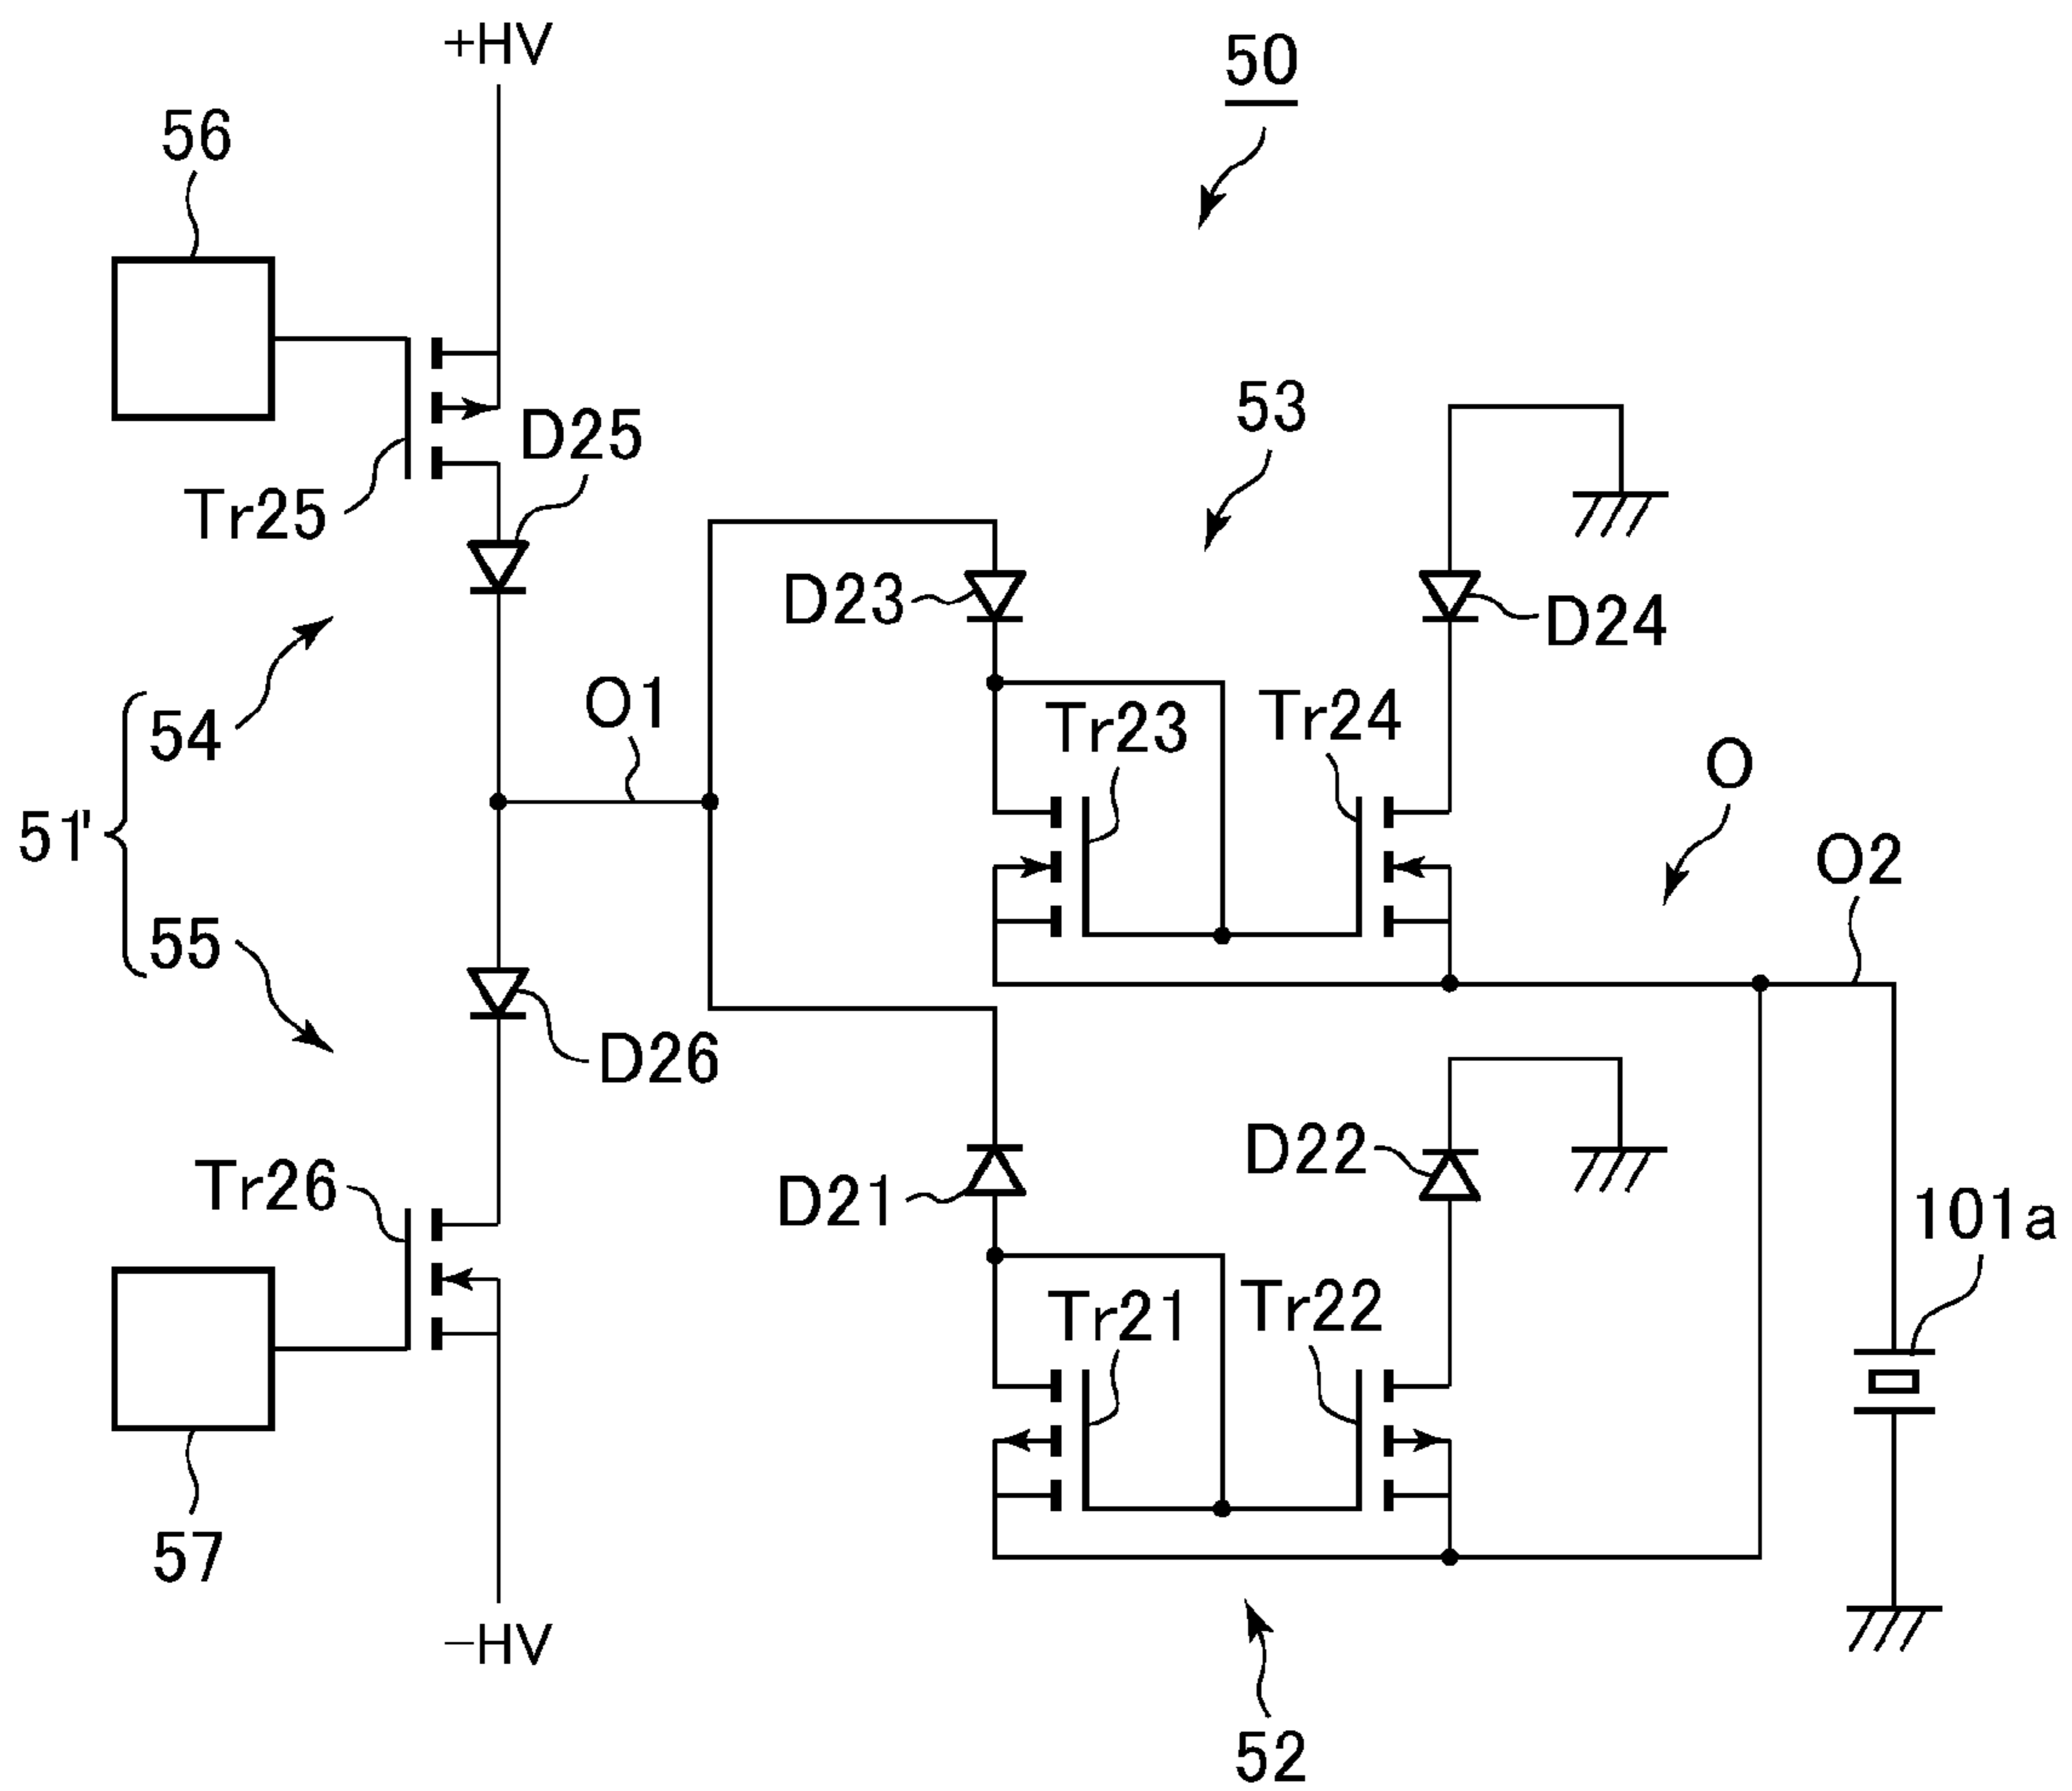 +HV
50
56
53
D25
Tr25
D23
D24
O1
54
Tr23
Tr24
O
51'
O2
55
D26
D22
Tr26
D21
101a
Tr21
Tr22
57
−HV
52